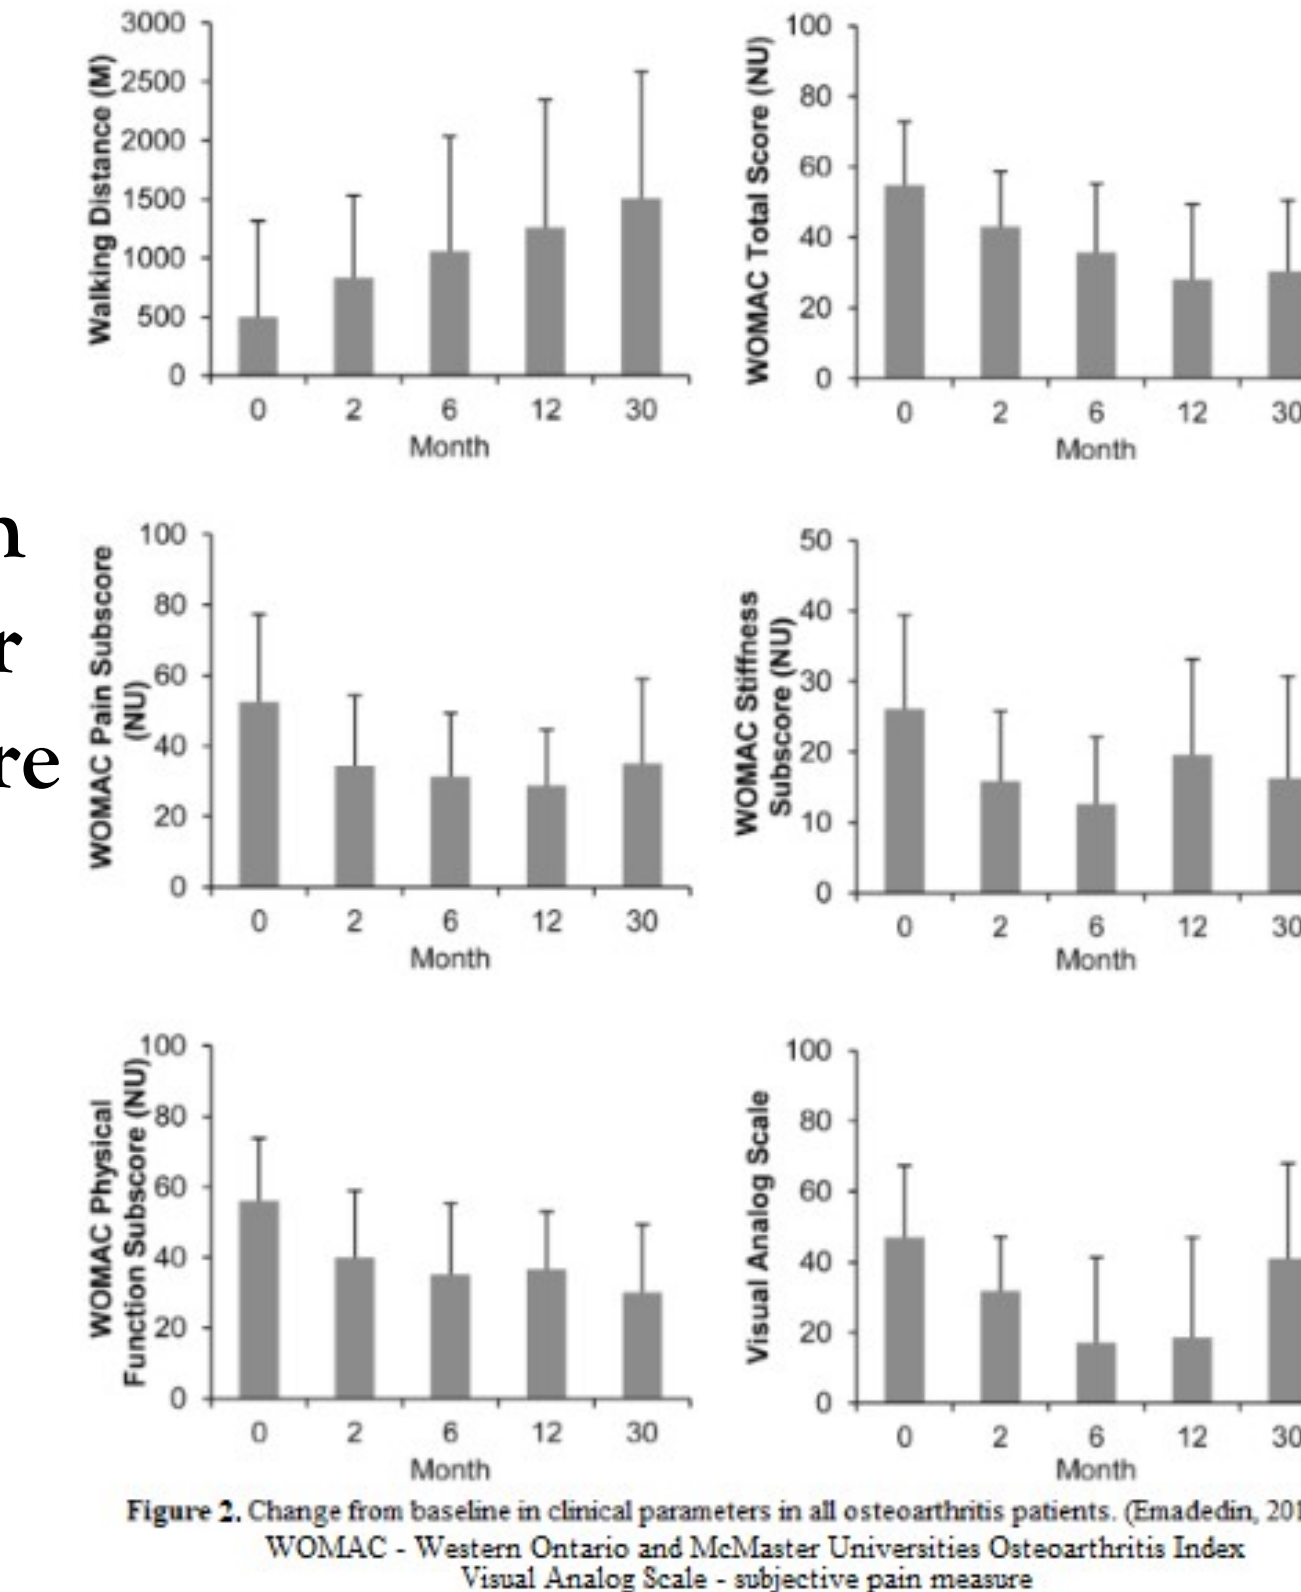 n
r
re
3000
2500
2000
1500
1000
500
0
Walking Distance (M)
0 2 6 12 30
Month
100
80
60
40
20
0
WOMAC Total Score (NU)
0 2 6 12 30
Month
100
80
60
40
20
0
WOMAC Pain Subscore
(NU)
0 2 6 12 30
Month
50
40
30
20
10
0
WOMAC Stiffness
Subscore (NU)
0 2 6 12 30
Month
100
80
60
40
20
0
WOMAC Physical
Function Subscore (NU)
0 2 6 12 30
Month
100
80
60
40
20
0
Visual Analog Scale
0 2 6 12 30
Month
Figure 2. Change from baseline in clinical parameters in all osteoarthritis patients. (Emadedin, 201
WOMAC - Western Ontario and McMaster Universities Osteoarthritis Index
Visual Analog Scale - subjective pain measure